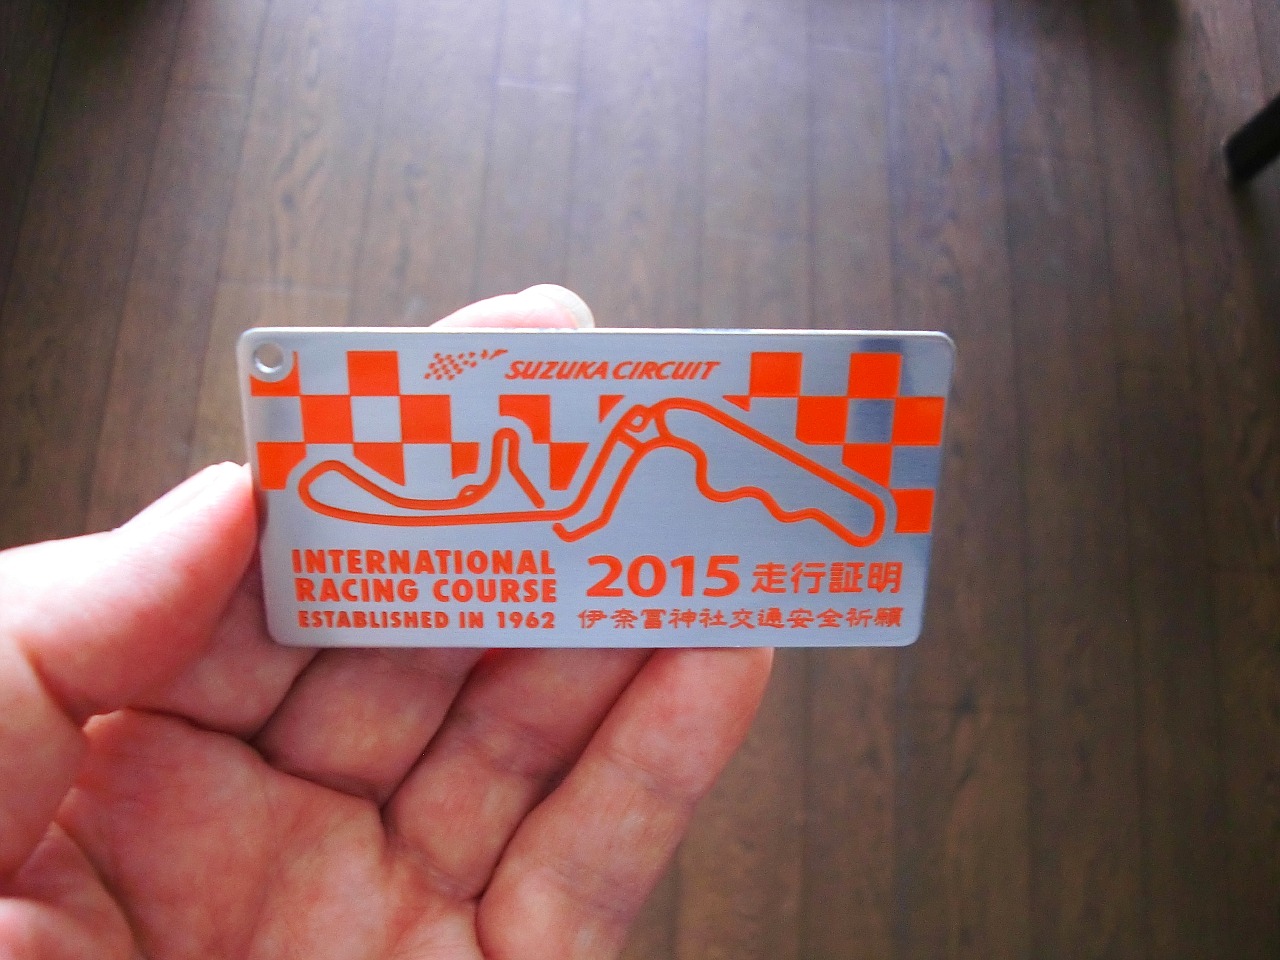 SUZUKA CIRCUIT
INTERNATIONAL
RACING COURSE
ESTABLISHED IN 1962
2015 走行証明
伊奈冨神社交通安全祈願